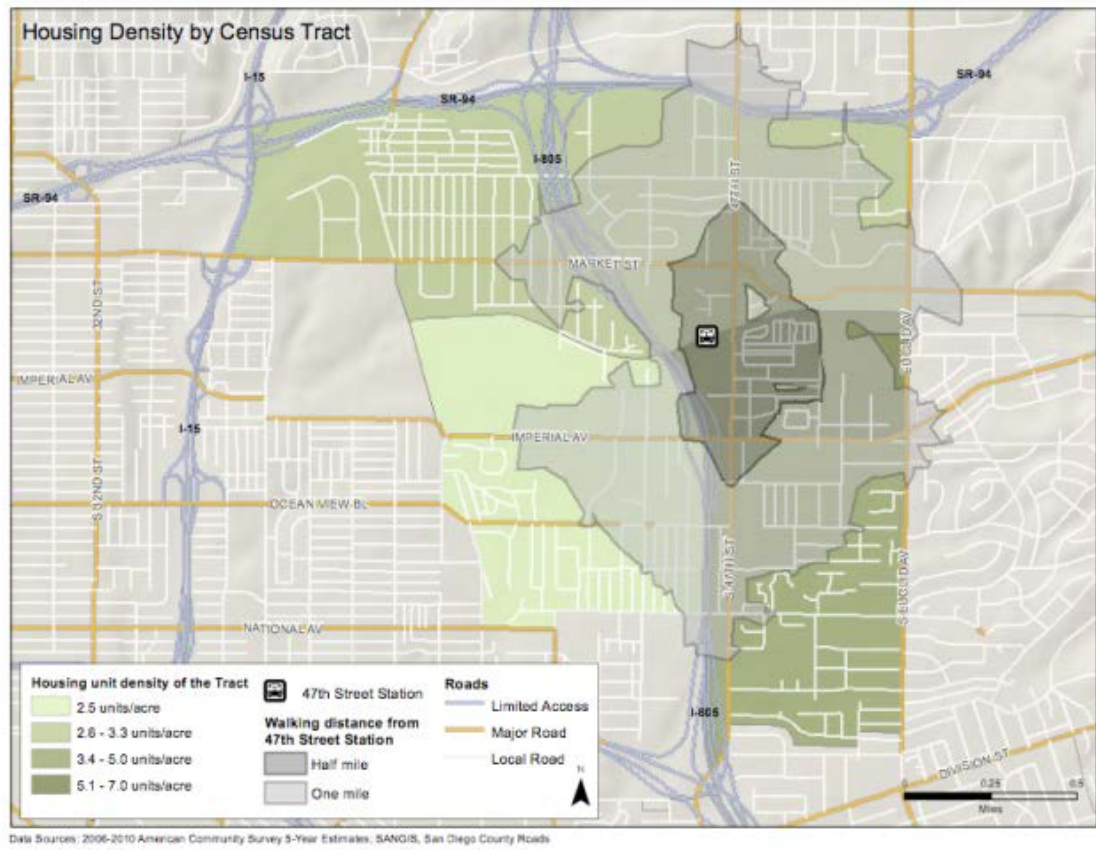 Housing Density by Census Tract
I-15
SR-94
SR-94
I-805
SR-94
47TH ST
32ND ST
MARKET ST
IMPERIAL AV
I-15
IMPERIAL AV
S 32ND ST
OCEAN VIEW BL
S 47TH ST
S EUCLID AV
NATIONAL AV
I-805
DIVISION ST
Housing unit density of the Tract
2.5 units/acre
2.6 - 3.3 units/acre
3.4 - 5.0 units/acre
5.1 - 7.0 units/acre
47th Street Station
Walking distance from
47th Street Station
Half mile
One mile
Roads
Limited Access
Major Road
Local Road
N
0 0.25 0.5
Miles
Data Sources: 2006-2010 American Community Survey 5-Year Estimates; SANGIS, San Diego County Roads